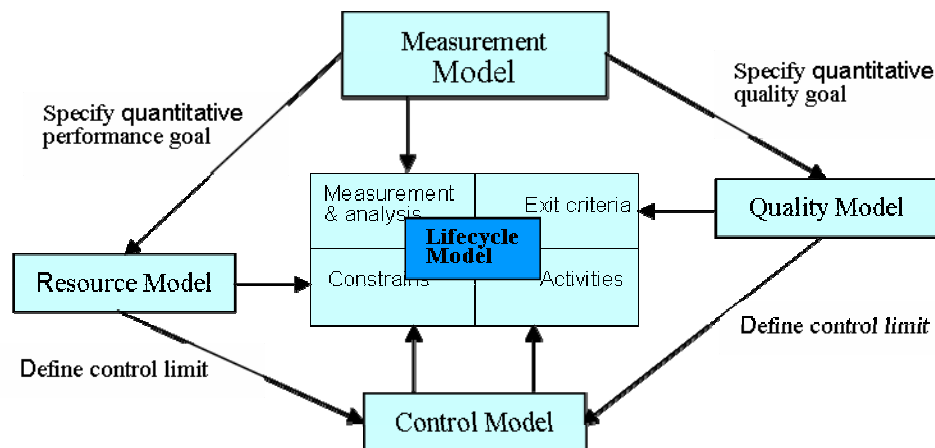 Measurement
Model
Specify quantitative
performance goal
Specify quantitative
quality goal
Measurement
& analysis
Exit criteria
Lifecycle
Model
Constrains
Activities
Quality Model
Resource Model
Define control limit
Define control limit
Control Model